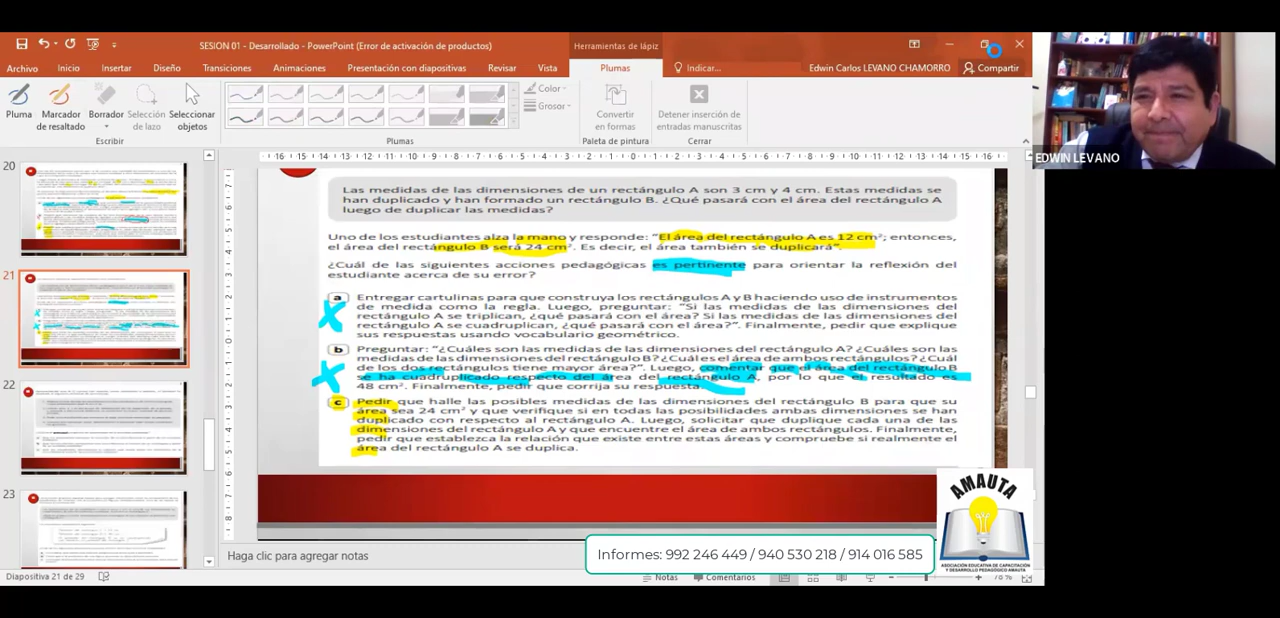 SESION 01 - Desarrollado - PowerPoint (Error de activación de productos)
Herramientas de lápiz
Archivo Inicio Insertar Diseño Transiciones Animaciones Presentación con diapositivas Revisar Vista Plumas Indicar... Edwin Carlos LEVANO CHAMORRO Compartir
Pluma Marcador de resaltado Borrador Selección de lazo Seleccionar objetos
Color
Grosor
Convertir en formas
Detener inserción de entradas manuscritas
Escribir Plumas Paleta de pintura Cerrar
EDWIN LEVANO
20
21
22
23
Las medidas de las dimensiones de un rectángulo A son 3 cm y 4 cm. Estas medidas se
han duplicado y han formado un rectángulo B. ¿Qué pasará con el área del rectángulo A
luego de duplicar las medidas?
Uno de los estudiantes alza la mano y responde: "El área del rectángulo A es 12 cm²; entonces,
el área del rectángulo B será 24 cm². Es decir, el área también se duplicará".
¿Cuál de las siguientes acciones pedagógicas es pertinente para orientar la reflexión del
estudiante acerca de su error?
a Entregar cartulinas para que construya los rectángulos A y B haciendo uso de instrumentos
de medida como la regla. Luego, preguntar: "Si las medidas de las dimensiones del
rectángulo A se triplican, ¿qué pasará con el área? Si las medidas de las dimensiones del
rectángulo A se cuadruplican, ¿qué pasará con el área?". Finalmente, pedir que explique
sus respuestas usando vocabulario geométrico.
b Preguntar: "¿Cuáles son las medidas de las dimensiones del rectángulo A? ¿Cuáles son las
medidas de las dimensiones del rectángulo B? ¿Cuál es el área de ambos rectángulos? ¿Cuál
de los dos rectángulos tiene mayor área?". Luego, comentar que el área del rectángulo B
se ha cuadruplicado respecto del área del rectángulo A, por lo que el resultado es
48 cm². Finalmente, pedir que corrija su respuesta.
c Pedir que halle las posibles medidas de las dimensiones del rectángulo B para que su
área sea 24 cm² y que verifique si en todas las posibilidades ambas dimensiones se han
duplicado con respecto al rectángulo A. Luego, solicitar que duplique cada una de las
dimensiones del rectángulo A y que encuentre el área de ambos rectángulos. Finalmente,
pedir que establezca la relación que existe entre estas áreas y compruebe si realmente el
área del rectángulo A se duplica.
AMAUTA
ASOCIACIÓN EDUCATIVA DE CAPACITACIÓN
Y DESARROLLO PEDAGÓGICO AMAUTA
Haga clic para agregar notas
Informes: 992 246 449 / 940 533 218 / 914 016 585
Diapositiva 21 de 29
Notas Comentarios